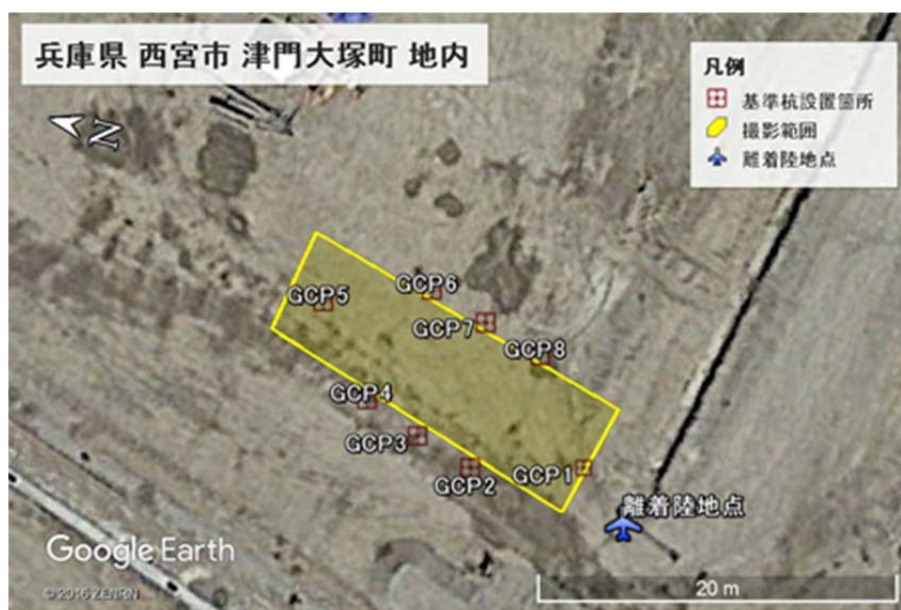 兵庫県 西宮市 津門大塚町 地内
凡例
基準杭設置箇所
撮影範囲
離着陸地点
N
GCP5
GCP6
GCP7
GCP8
GCP4
GCP3
GCP2
GCP1
離着陸地点
Google Earth
© 2016 ZENRIN
20 m